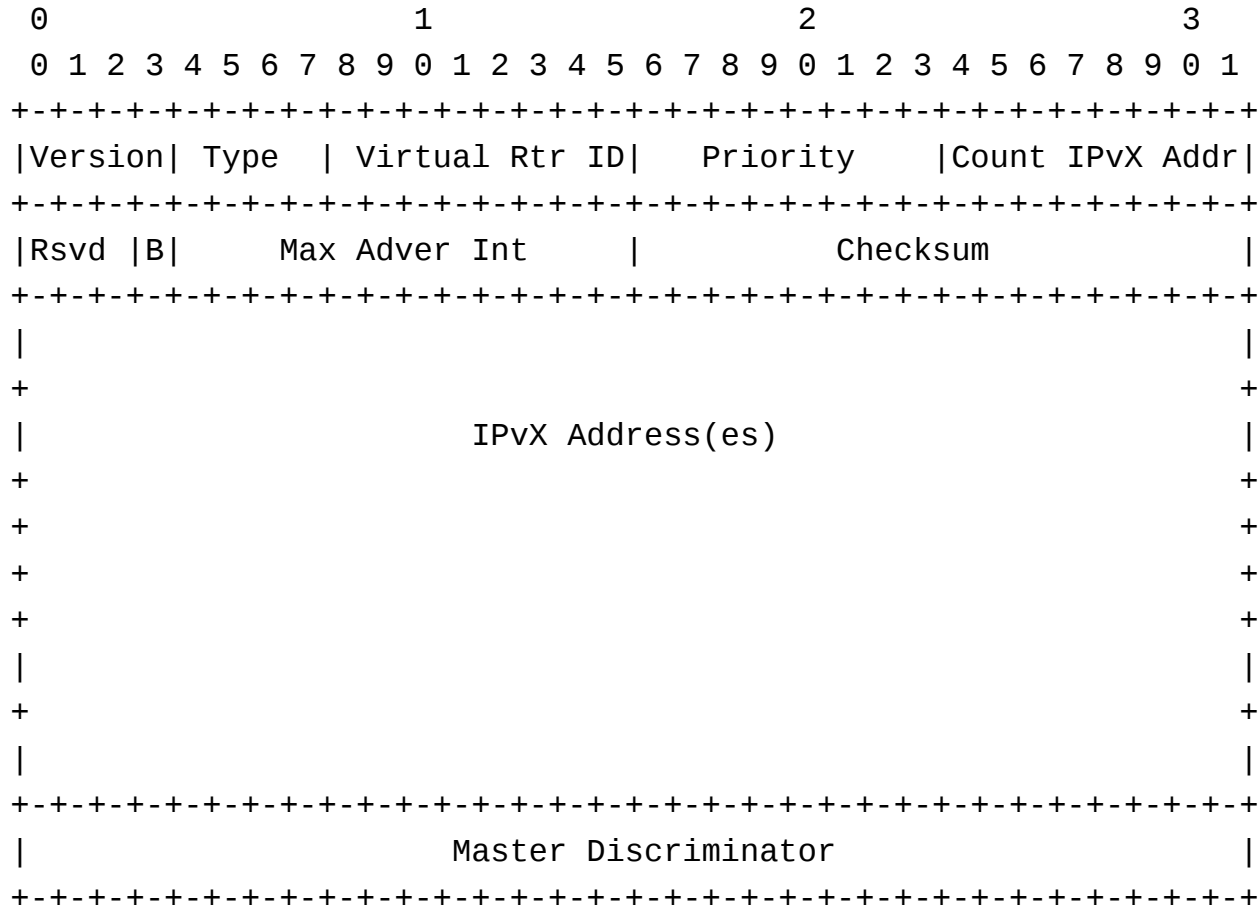 0                   1                   2                   3
 0 1 2 3 4 5 6 7 8 9 0 1 2 3 4 5 6 7 8 9 0 1 2 3 4 5 6 7 8 9 0 1
+-+-+-+-+-+-+-+-+-+-+-+-+-+-+-+-+-+-+-+-+-+-+-+-+-+-+-+-+-+-+-+-+
|Version| Type  | Virtual Rtr ID|   Priority    |Count IPvX Addr|
+-+-+-+-+-+-+-+-+-+-+-+-+-+-+-+-+-+-+-+-+-+-+-+-+-+-+-+-+-+-+-+-+
|Rsvd |B|     Max Adver Int     |          Checksum             |
+-+-+-+-+-+-+-+-+-+-+-+-+-+-+-+-+-+-+-+-+-+-+-+-+-+-+-+-+-+-+-+-+
|                                                               |
+                                                               +
|                       IPvX Address(es)                        |
+                                                               +
+                                                               +
+                                                               +
+                                                               +
|                                                               |
+                                                               +
|                                                               |
+-+-+-+-+-+-+-+-+-+-+-+-+-+-+-+-+-+-+-+-+-+-+-+-+-+-+-+-+-+-+-+-+
|                      Master Discriminator                     |
+-+-+-+-+-+-+-+-+-+-+-+-+-+-+-+-+-+-+-+-+-+-+-+-+-+-+-+-+-+-+-+-+